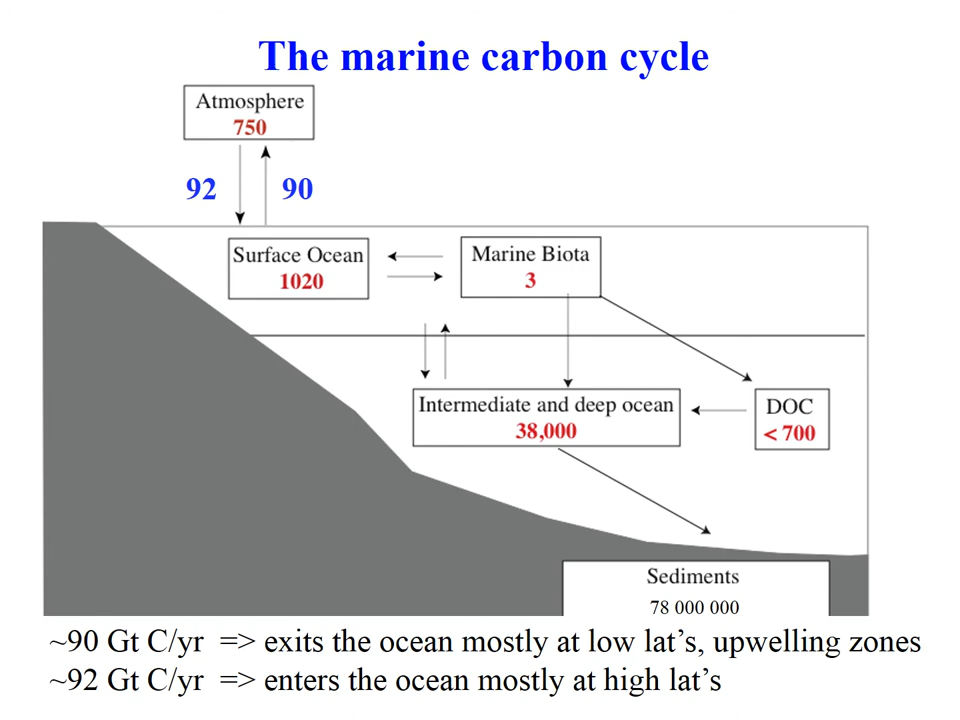 The marine carbon cycle
Atmosphere
750
92
90
Surface Ocean
1020
Marine Biota
3
Intermediate and deep ocean
38,000
DOC
< 700
Sediments
78 000 000
~90 Gt C/yr => exits the ocean mostly at low lat's, upwelling zones
~92 Gt C/yr => enters the ocean mostly at high lat's